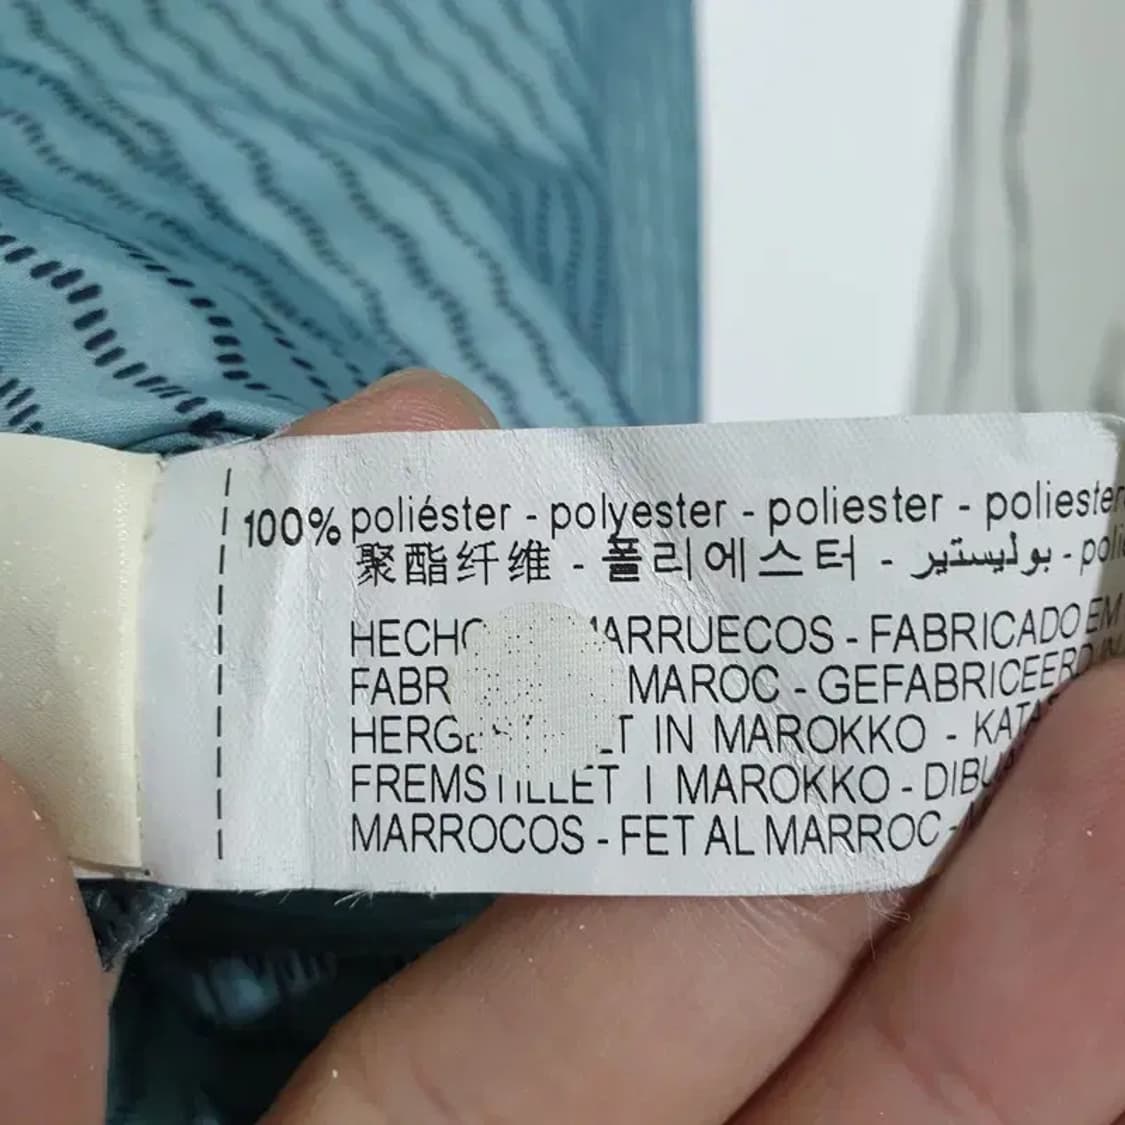 100% poliéster - polyester - poliester - poliester
聚酯纤维 - 폴리에스터 - بوليستير -
HECHO MARRUECOS - FABRICADO EM
MAROC - GEFABRICEERD IN
IN MAROKKO -
FREMSTILLET I MAROKKO -
MARROCOS - FET AL MARROC -